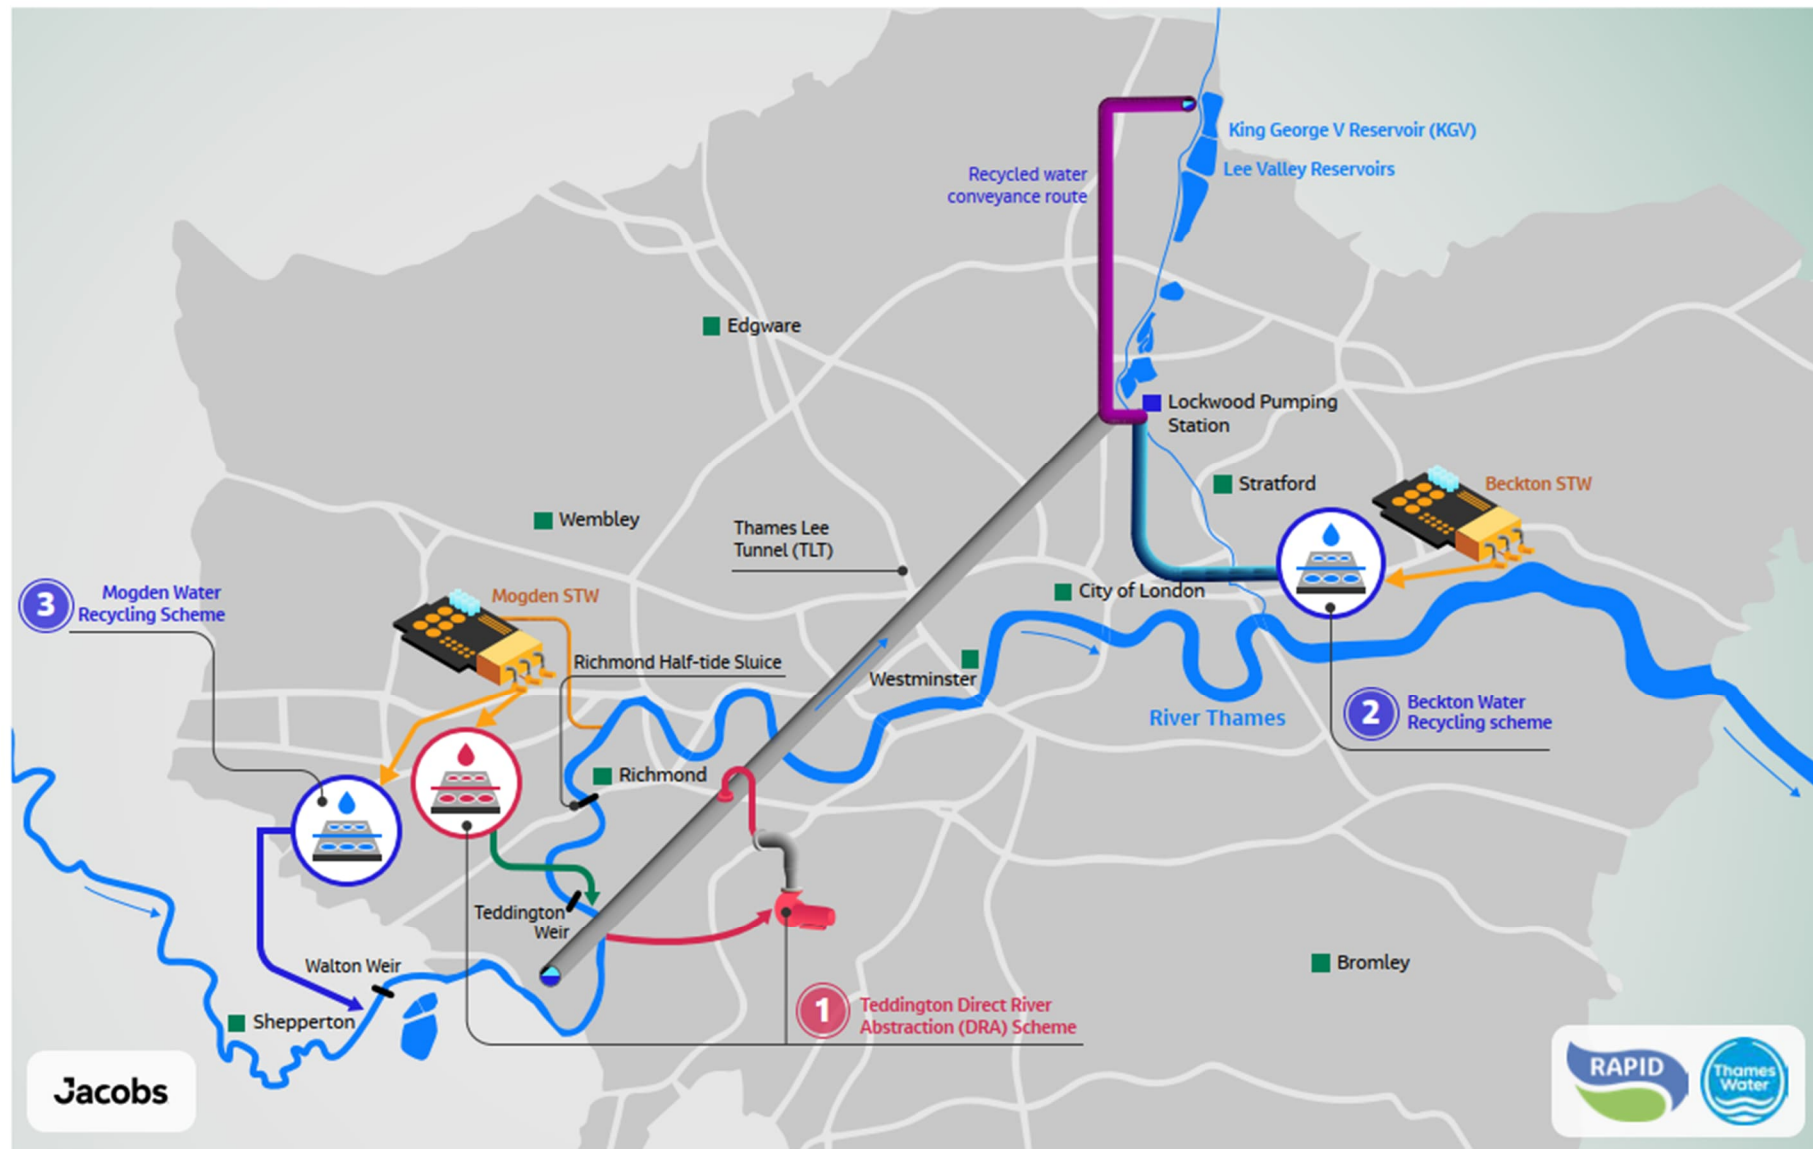 King George V Reservoir (KGV)
Lee Valley Reservoirs
Recycled water
conveyance route
Edgware
Lockwood Pumping
Station
Stratford
Beckton STW
Wembley
Thames Lee
Tunnel (TLT)
3
Mogden Water
Recycling Scheme
Mogden STW
City of London
Richmond Half-tide Sluice
Westminster
River Thames
2
Beckton Water
Recycling scheme
Richmond
Teddington
Weir
Walton Weir
Shepperton
Bromley
1
Teddington Direct River
Abstraction (DRA) Scheme
Jacobs
RAPID
Thames
Water